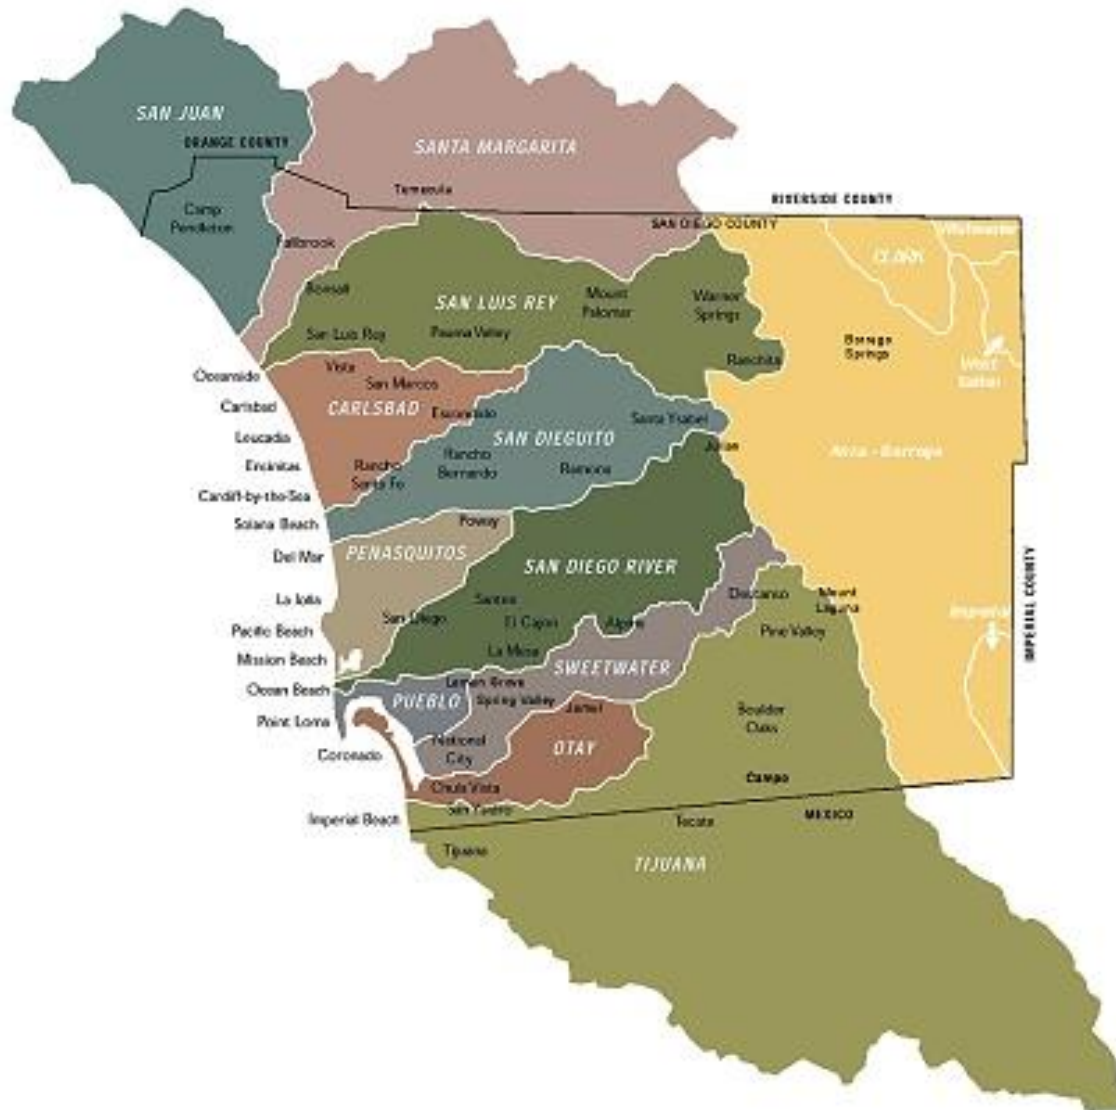 SAN JUAN
ORANGE COUNTY
SANTA MARGARITA
Temecula
RIVERSIDE COUNTY
Camp
Pendleton
SAN DIEGO COUNTY
Fallbrook
CLARK
Bonsall
SAN LUIS REY
Mount
Palomar
Warner
Springs
San Luis Rey
Pauma Valley
Borrego
Springs
Ranchita
West
Salton
Oceanside
Vista
San Marcos
Carlsbad
CARLSBAD
Escondido
Santa Ysabel
Leucadia
SAN DIEGUITO
Julian
Anza - Borrego
Encinitas
Rancho
Santa Fe
Rancho
Bernardo
Ramona
Cardiff-by-the-Sea
Solana Beach
Poway
Del Mar
PENASQUITOS
SAN DIEGO RIVER
IMPERIAL COUNTY
La Jolla
Santee
Descanso
Mount
Laguna
Imperial
San Diego
El Cajon
Alpine
Pacific Beach
Pine Valley
La Mesa
Mission Beach
SWEETWATER
Lemon Grove
Ocean Beach
PUEBLO
Spring Valley
Jamul
Point Loma
Boulder
Oaks
National
City
OTAY
Coronado
Campo
Chula Vista
San Ysidro
Imperial Beach
Tecate
MEXICO
Tijuana
TIJUANA